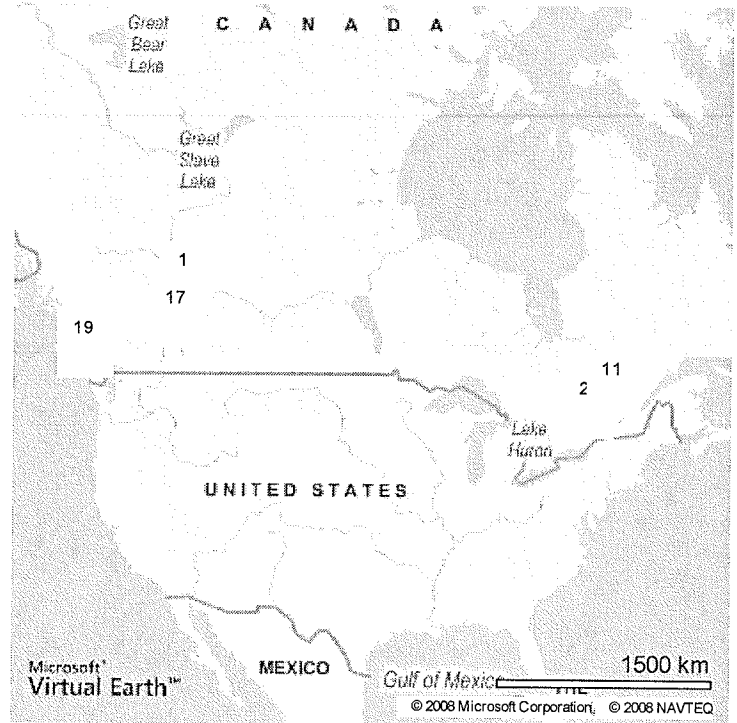 Great
Bear
Lake
C A N A D A
Great
Slave
Lake
1
17
19
11
2
Lake
Huron
UNITED STATES
MEXICO
Gulf of Mexico
1500 km
THE
Microsoft®
Virtual Earth™
© 2008 Microsoft Corporation, © 2008 NAVTEQ